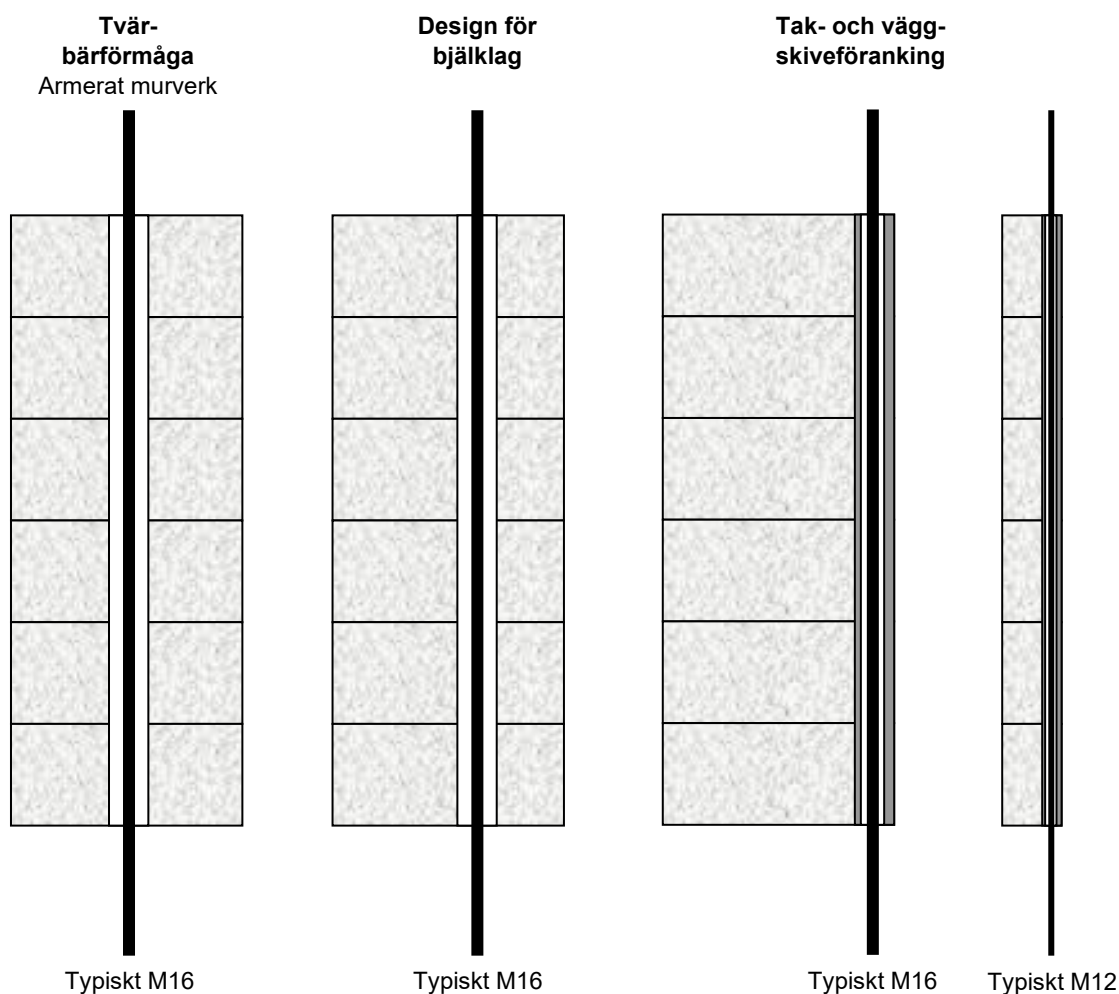 Tvär-
bärförmåga
Armerat murverk
Design för
bjälklag
Tak- och vägg-
skiveföranking
Typiskt M16
Typiskt M16
Typiskt M16
Typiskt M12